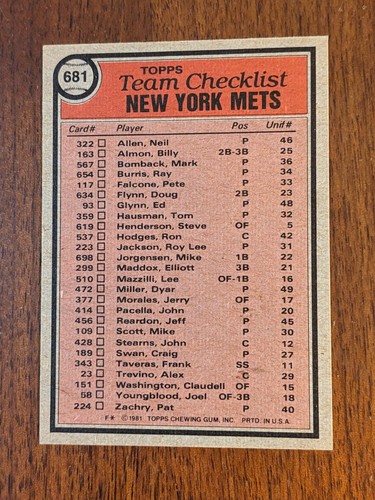 681
TOPPS
Team Checklist
NEW YORK METS
Card# Player Pos Unif#
322 Allen, Neil P 46
163 Almon, Billy 2B-3B 25
567 Bomback, Mark P 36
654 Burris, Ray P 34
117 Falcone, Pete P 33
634 Flynn, Doug 2B 23
93 Glynn, Ed P 48
359 Hausman, Tom P 32
619 Henderson, Steve OF 5
537 Hodges, Ron C 42
223 Jackson, Roy Lee P 31
698 Jorgensen, Mike 1B 22
299 Maddox, Elliott 3B 21
510 Mazzilli, Lee OF-1B 16
472 Miller, Dyar P 49
377 Morales, Jerry OF 17
414 Pacella, John P 20
456 Reardon, Jeff P 45
109 Scott, Mike P 30
428 Stearns, John C 12
189 Swan, Craig P 27
343 Taveras, Frank SS 11
23 Trevino, Alex C 29
151 Washington, Claudell OF 15
58 Youngblood, Joel OF-3B 18
224 Zachry, Pat P 40
F* © 1981 TOPPS CHEWING GUM, INC. PRTD. IN U.S.A.